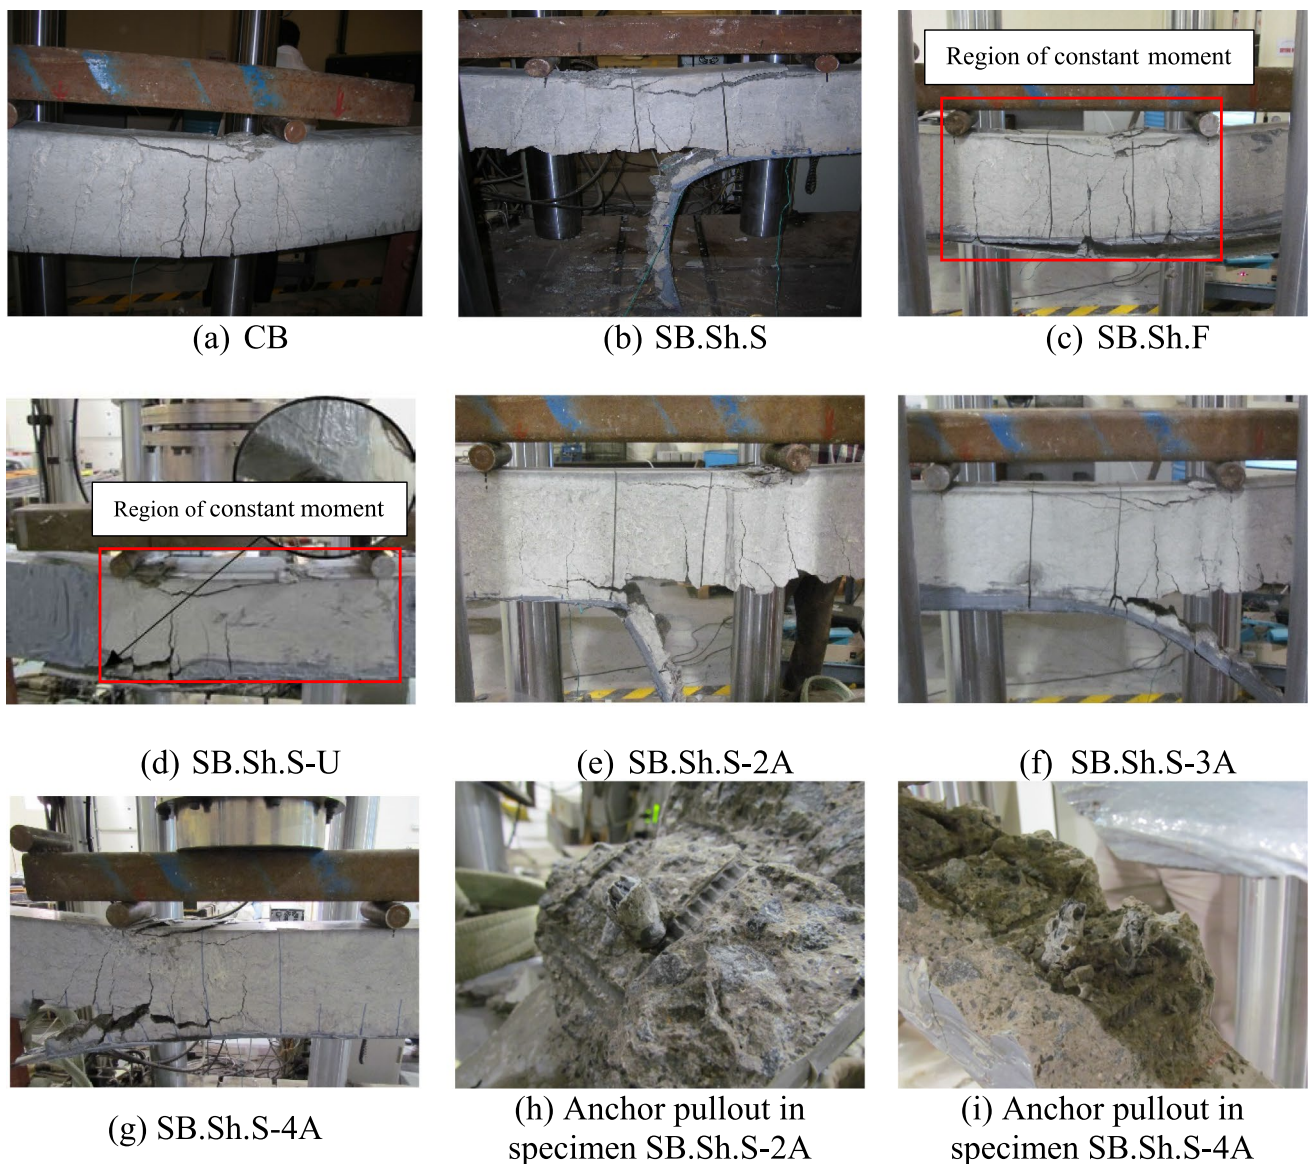 Region of constant moment
(a) CB
(b) SB.Sh.S
(c) SB.Sh.F
Region of constant moment
(d) SB.Sh.S-U
(e) SB.Sh.S-2A
(f) SB.Sh.S-3A
(g) SB.Sh.S-4A
(h) Anchor pullout in
specimen SB.Sh.S-2A
(i) Anchor pullout in
specimen SB.Sh.S-4A